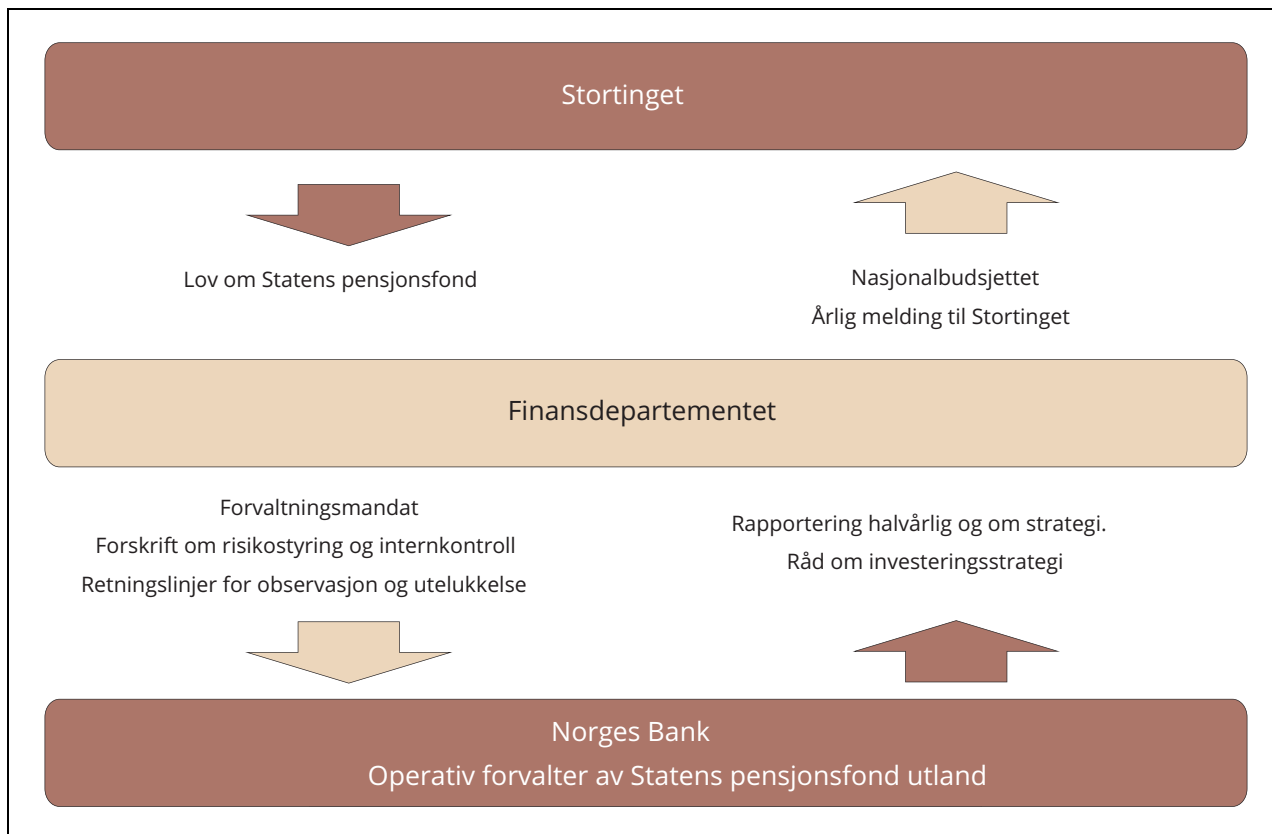 Stortinget
Lov om Statens pensjonsfond
Nasjonalbudsjettet
Årlig melding til Stortinget
Finansdepartementet
Forvaltningsmandat
Forskrift om risikostyring og internkontroll
Retningslinjer for observasjon og utelukkelse
Rapportering halvårlig og om strategi.
Råd om investeringsstrategi
Norges Bank
Operativ forvalter av Statens pensjonsfond utland